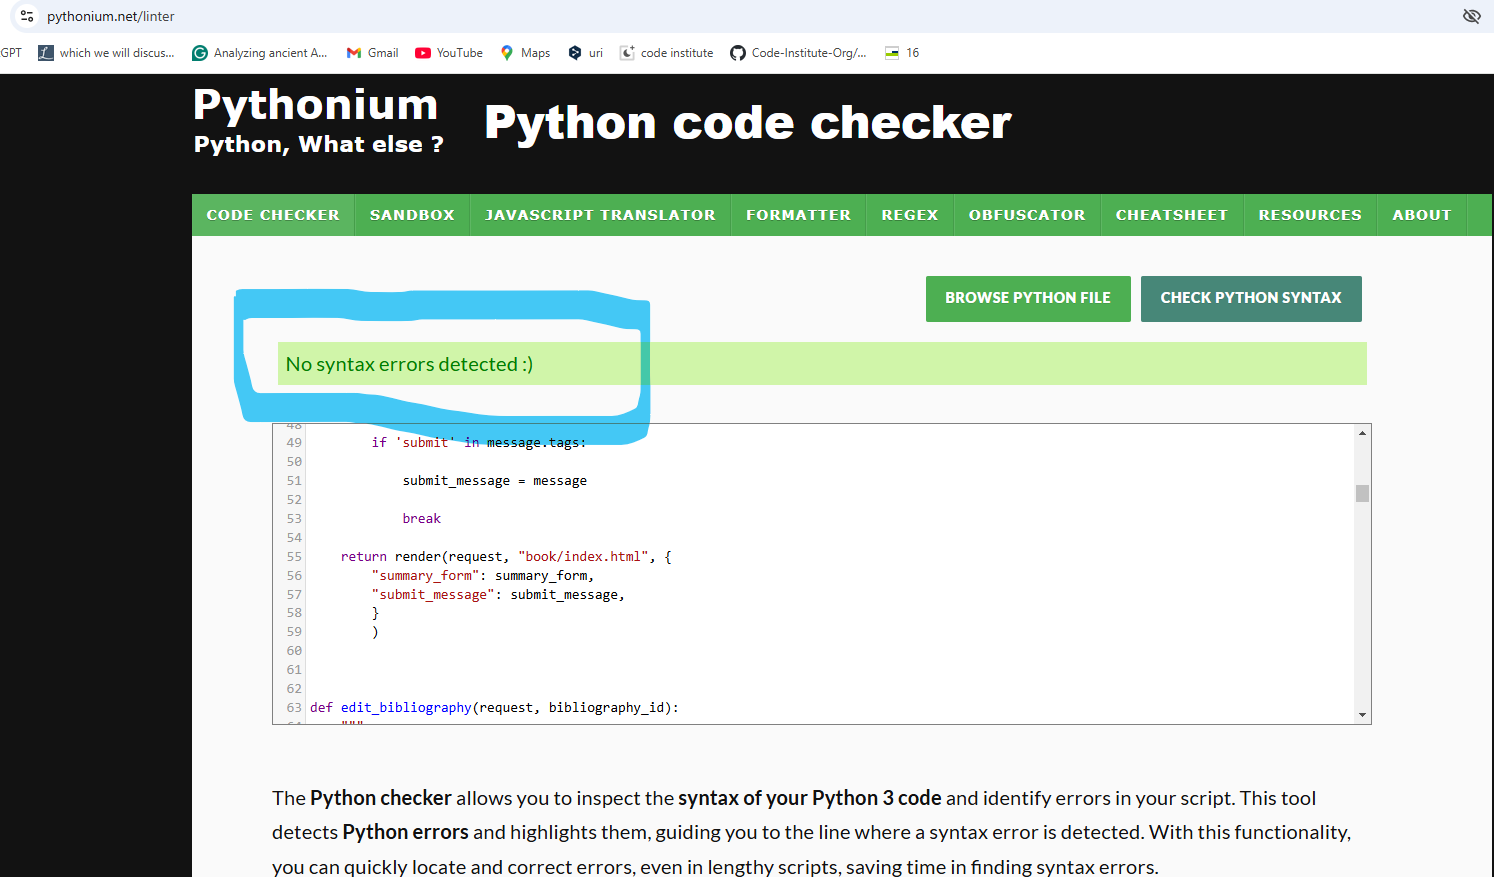 pythonium.net/linter
GPT which we will discus... Analyzing ancient A... Gmail YouTube Maps uri code institute Code-Institute-Org/... 16
Pythonium
Python, What else ?
Python code checker
CODE CHECKER SANDBOX JAVASCRIPT TRANSLATOR FORMATTER REGEX OBFUSCATOR CHEATSHEET RESOURCES ABOUT
BROWSE PYTHON FILE CHECK PYTHON SYNTAX
No syntax errors detected :)
48
49 if 'submit' in message.tags:
50
51 submit_message = message
52
53 break
54
55 return render(request, "book/index.html", {
56 "summary_form": summary_form,
57 "submit_message": submit_message,
58 }
59 )
60
61
62
63 def edit_bibliography(request, bibliography_id):
64 """
The Python checker allows you to inspect the syntax of your Python 3 code and identify errors in your script. This tool
detects Python errors and highlights them, guiding you to the line where a syntax error is detected. With this functionality,
you can quickly locate and correct errors, even in lengthy scripts, saving time in finding syntax errors.